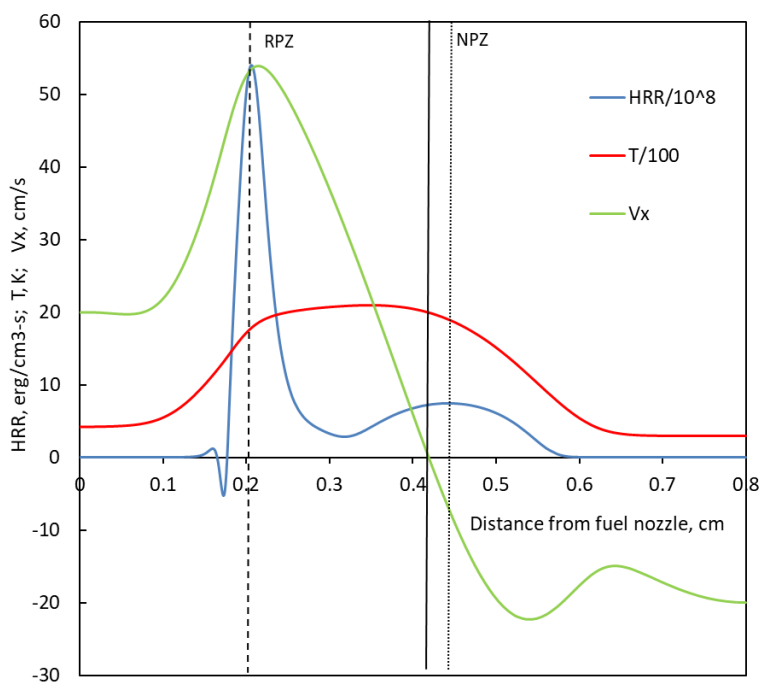 60
50
40
30
20
10
0
-10
-20
-30
HRR, erg/cm3-s; T, K; Vx, cm/s
RPZ
NPZ
HRR/10^8
T/100
Vx
0 0.1 0.2 0.3 0.4 0.5 0.6 0.7 0.8
Distance from fuel nozzle, cm